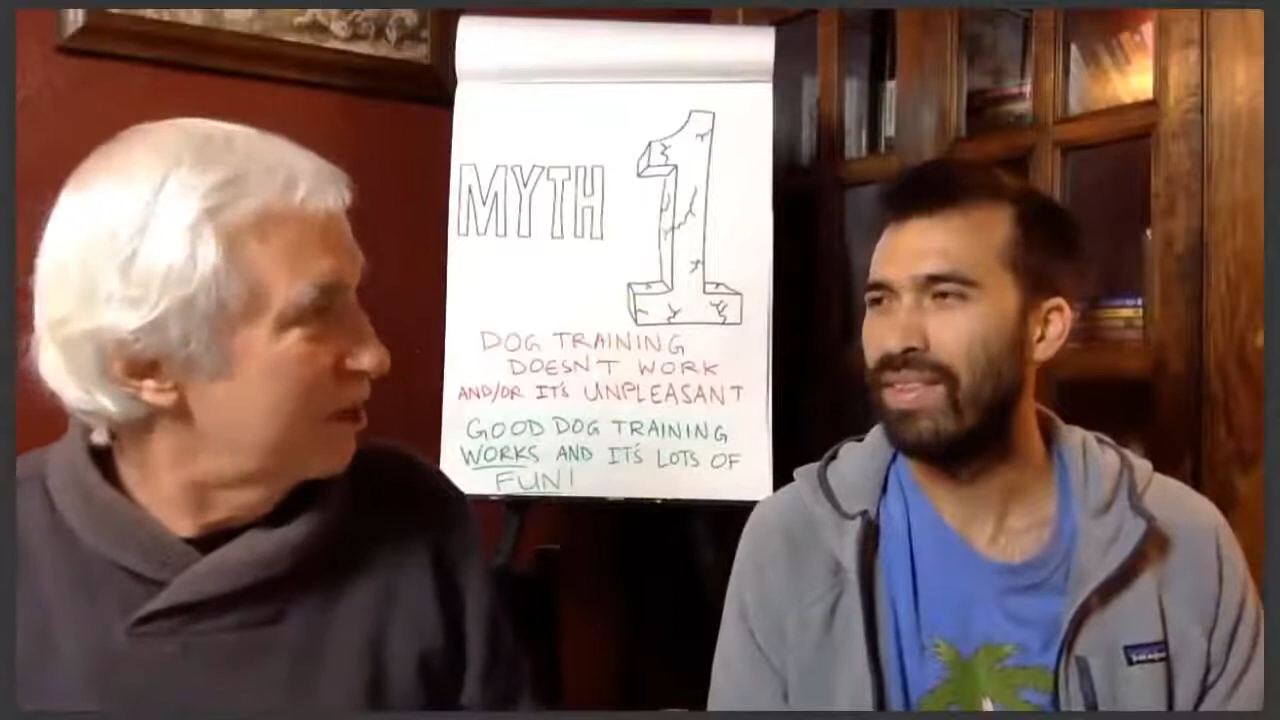 MYTH 1
DOG TRAINING
DOESN'T WORK
AND/OR IT'S UNPLEASANT
GOOD DOG TRAINING
WORKS AND IT'S LOTS OF
FUN!